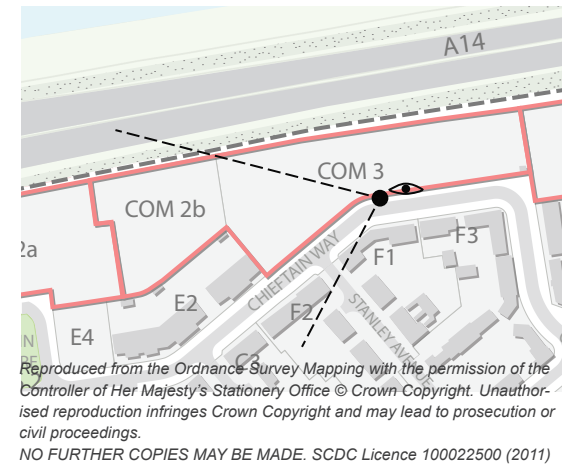 A14
COM 3
COM 2b
2a
F3
F1
CHIEFTAIN WAY
E2
F2
STANLEY AVENUE
E4
N
C3
Reproduced from the Ordnance Survey Mapping with the permission of the
Controller of Her Majesty's Stationery Office © Crown Copyright. Unauthor-
ised reproduction infringes Crown Copyright and may lead to prosecution or
civil proceedings.
NO FURTHER COPIES MAY BE MADE. SCDC Licence 100022500 (2011)